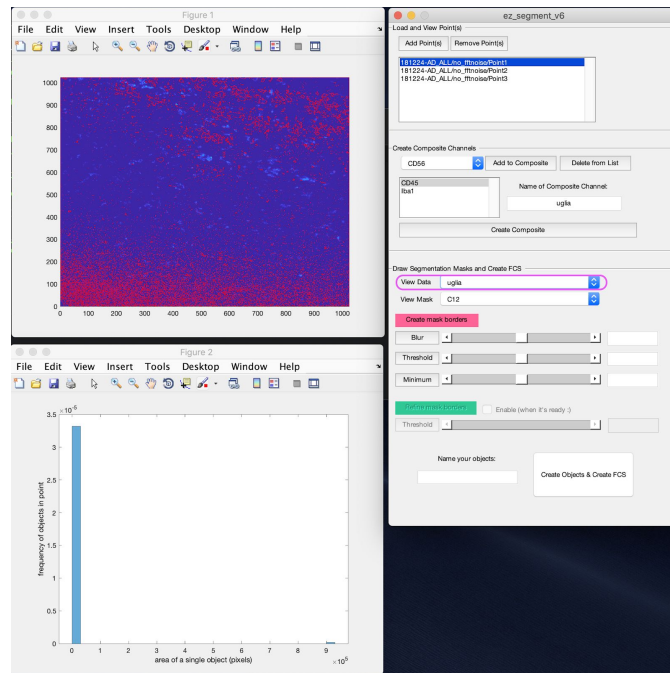 Figure 1
File Edit View Insert Tools Desktop Window Help
1000
900
800
700
600
500
400
300
200
100
0
0 100 200 300 400 500 600 700 800 900 1000
Figure 2
File Edit View Insert Tools Desktop Window Help
×10-6
3.5
3
2.5
2
1.5
1
0.5
0
frequency of objects in point
0 1 2 3 4 5 6 7 8 9
×10^5
area of a single object (pixels)
ez_segment_v6
Load and View Point(s)
Add Point(s) Remove Point(s)
181224-AD_ALL/no_fftnoise/Point1
181224-AD_ALL/no_fftnoise/Point2
181224-AD_ALL/no_fftnoise/Point3
Create Composite Channels
CD56 Add to Composite Delete from List
CD45
Iba1
Name of Composite Channel:
uglia
Create Composite
Draw Segmentation Masks and Create FCS
View Data uglia
View Mask C12
Create mask borders
Blur
Threshold
Minimum
Refine mask borders Enable (when it's ready :)
Threshold
Name your objects:
Create Objects & Create FCS